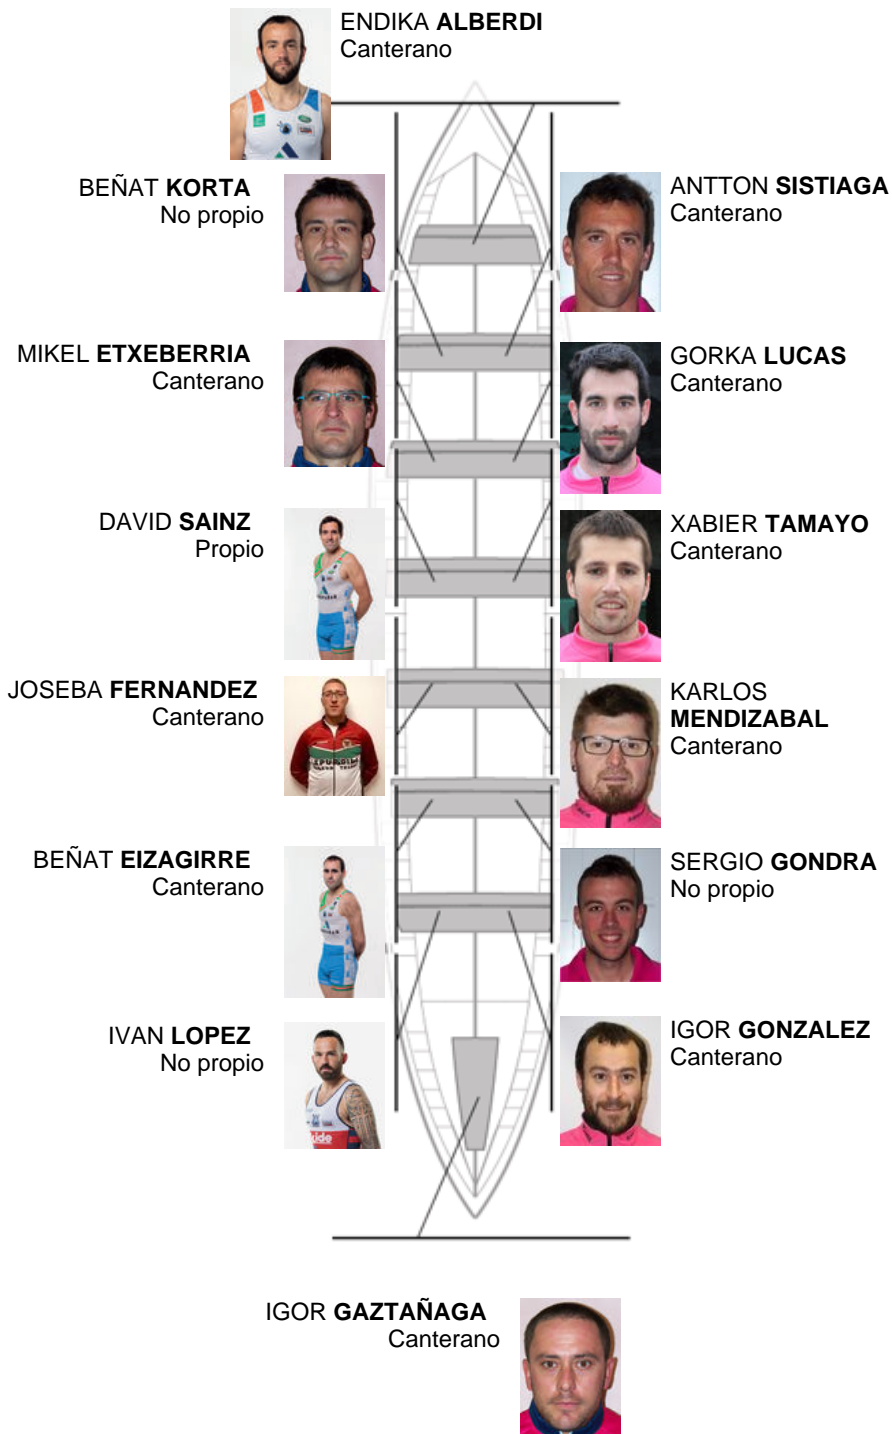 ENDIKA ALBERDI
Canterano
BEÑAT KORTA
No propio
ANTTON SISTIAGA
Canterano
MIKEL ETXEBERRIA
Canterano
GORKA LUCAS
Canterano
DAVID SAINZ
Propio
XABIER TAMAYO
Canterano
JOSEBA FERNANDEZ
Canterano
KARLOS
MENDIZABAL
Canterano
BEÑAT EIZAGIRRE
Canterano
SERGIO GONDRA
No propio
IVAN LOPEZ
No propio
IGOR GONZALEZ
Canterano
IGOR GAZTAÑAGA
Canterano